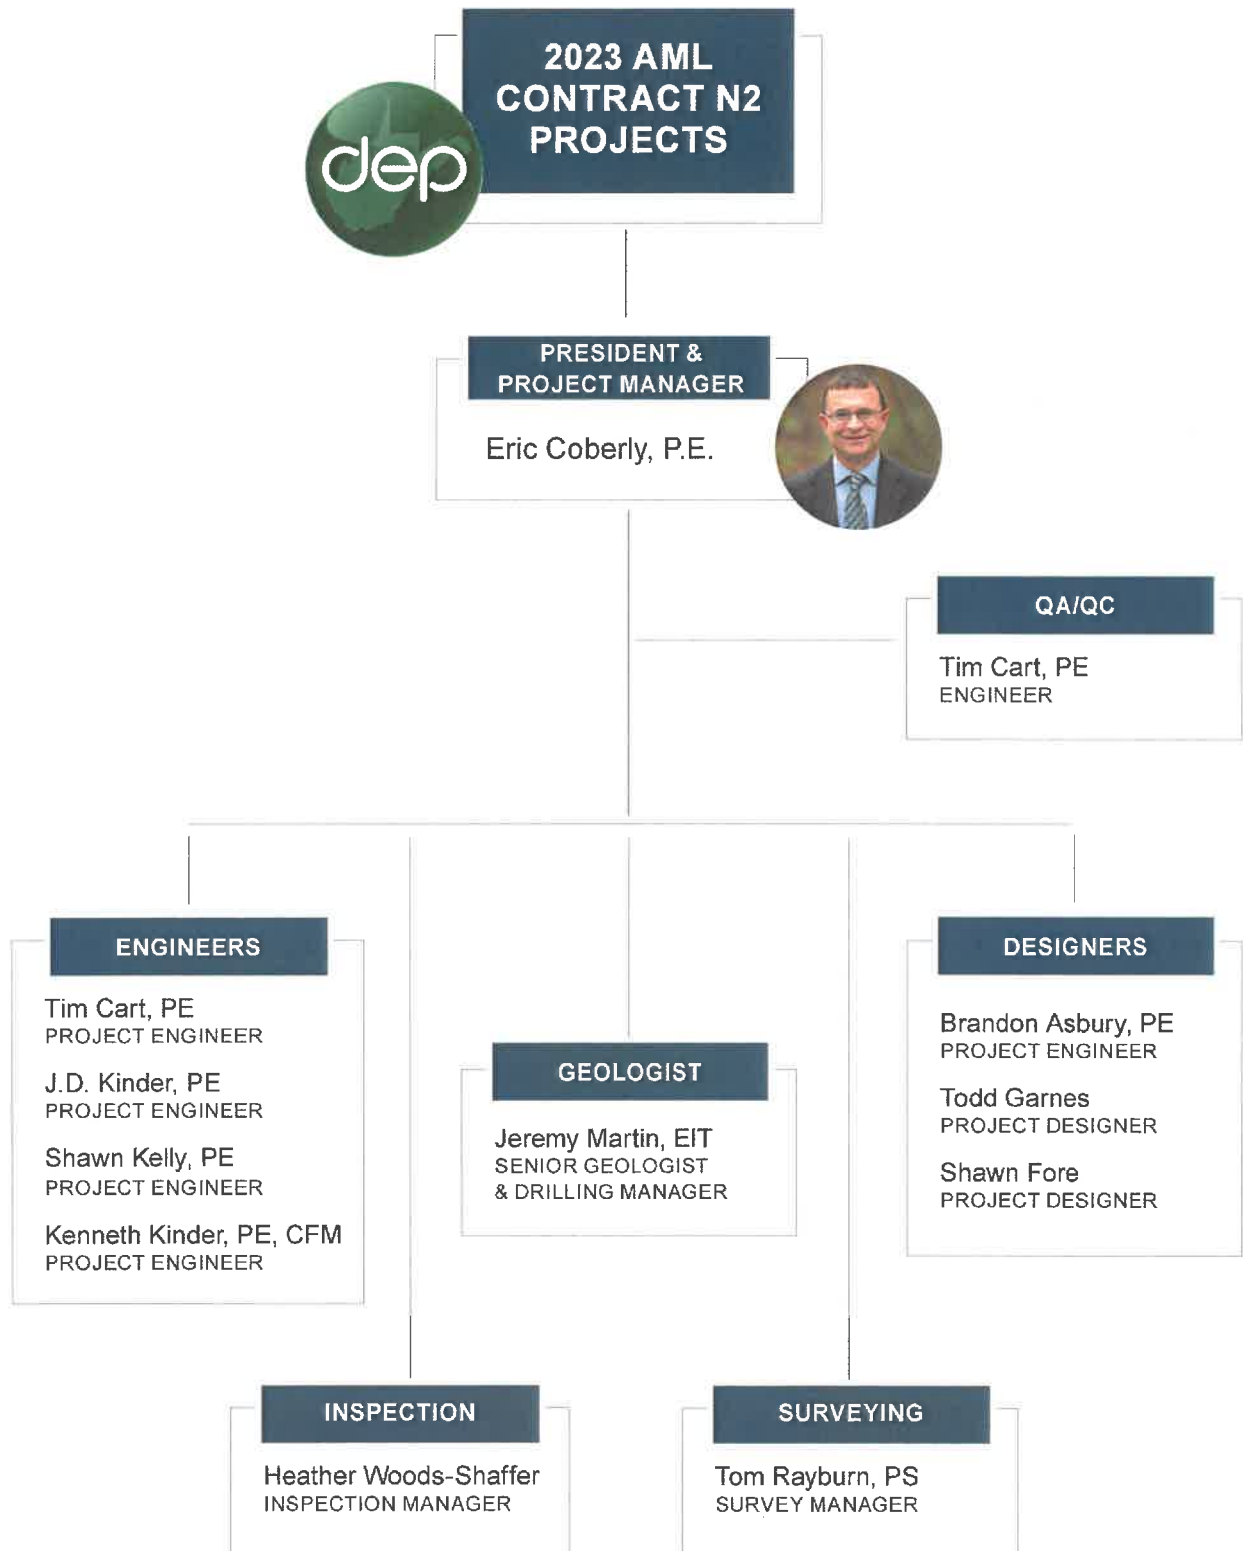 2023 AML
CONTRACT N2
PROJECTS
dep
PRESIDENT &
PROJECT MANAGER
Eric Coberly, P.E.
QA/QC
Tim Cart, PE
ENGINEER
ENGINEERS
Tim Cart, PE
PROJECT ENGINEER
J.D. Kinder, PE
PROJECT ENGINEER
Shawn Kelly, PE
PROJECT ENGINEER
Kenneth Kinder, PE, CFM
PROJECT ENGINEER
GEOLOGIST
Jeremy Martin, EIT
SENIOR GEOLOGIST
& DRILLING MANAGER
DESIGNERS
Brandon Asbury, PE
PROJECT ENGINEER
Todd Garnes
PROJECT DESIGNER
Shawn Fore
PROJECT DESIGNER
INSPECTION
Heather Woods-Shaffer
INSPECTION MANAGER
SURVEYING
Tom Rayburn, PS
SURVEY MANAGER